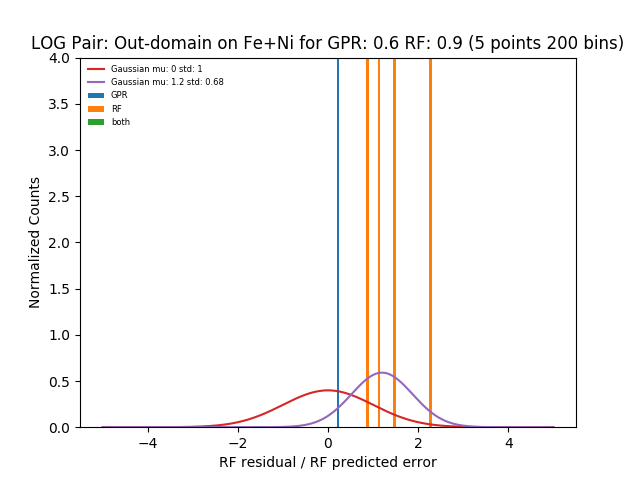 LOG Pair: Out-domain on Fe+Ni for GPR: 0.6 RF: 0.9 (5 points 200 bins)
Gaussian mu: 0 std: 1
Gaussian mu: 1.2 std: 0.68
GPR
RF
both
Normalized Counts
4.0
3.5
3.0
2.5
2.0
1.5
1.0
0.5
0.0
−4 −2 0 2 4
RF residual / RF predicted error